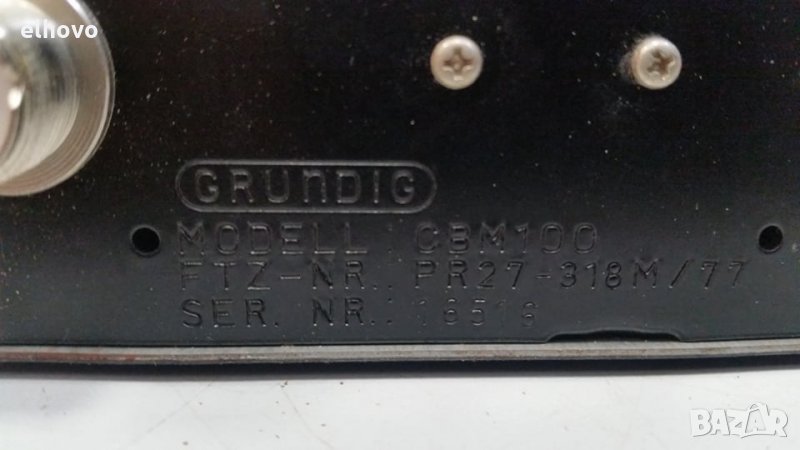 elhovo
GRUNDIG
MODELL: CBM100
FTZ-NR.: PR27-318M/77
SER. NR.: 16516
BAZAR